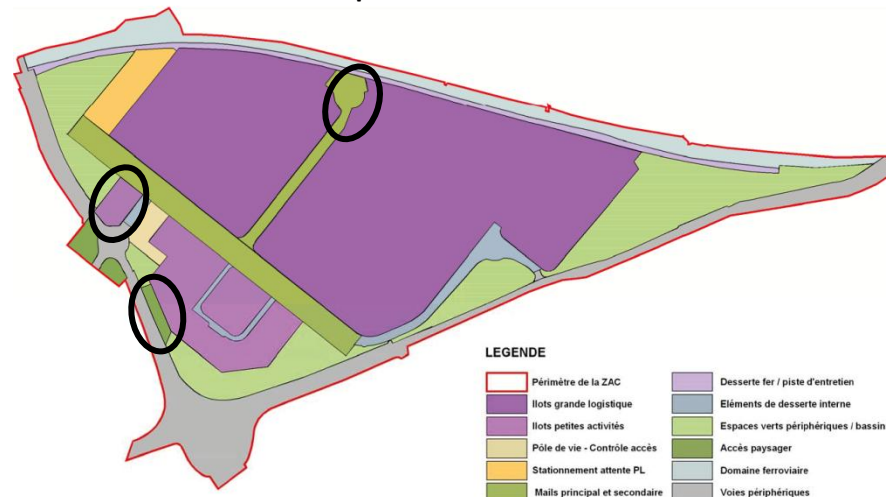 LEGENDE
Périmètre de la ZAC
Ilots grande logistique
Ilots petites activités
Pôle de vie - Contrôle accès
Stationnement attente PL
Mails principal et secondaire
Desserte fer / piste d'entretien
Eléments de desserte interne
Espaces verts périphériques / bassin
Accès paysager
Domaine ferroviaire
Voies périphériques